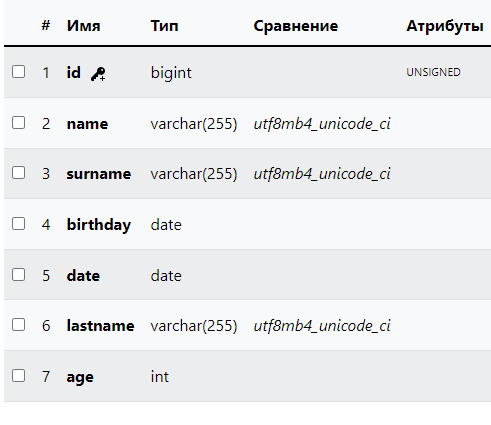 # Имя Тип Сравнение Атрибуты
1 id bigint UNSIGNED
2 name varchar(255) utf8mb4_unicode_ci
3 surname varchar(255) utf8mb4_unicode_ci
4 birthday date
5 date date
6 lastname varchar(255) utf8mb4_unicode_ci
7 age int